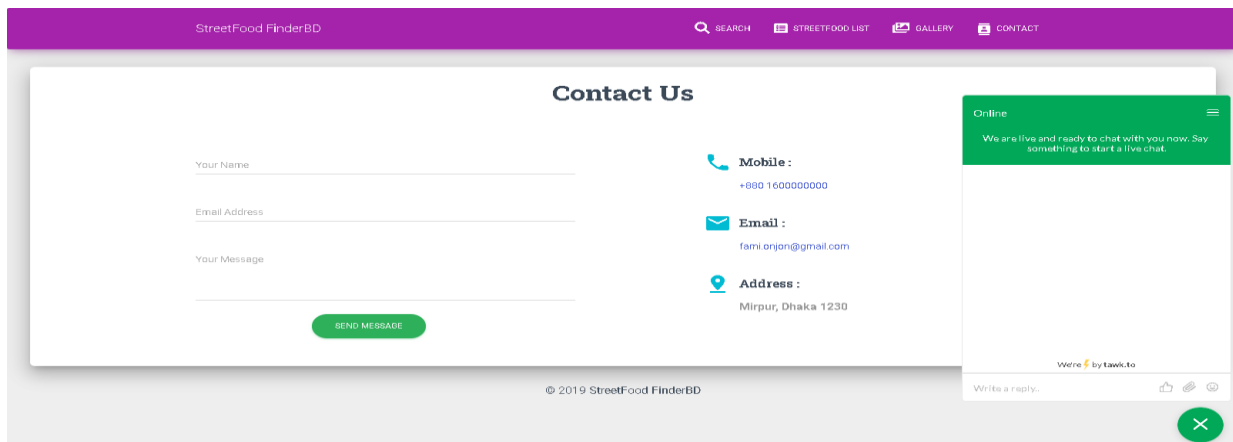 StreetFood FinderBD
SEARCH
STREETFOOD LIST
GALLERY
CONTACT
Contact Us
Your Name
Email Address
Your Message
SEND MESSAGE
Mobile :
+880 1600000000
Email :
fami.onjon@gmail.com
Address :
Mirpur, Dhaka 1230
Online
We are live and ready to chat with you now. Say
something to start a live chat.
We're ⚡ by tawk.to
Write a reply..
© 2019 StreetFood FinderBD